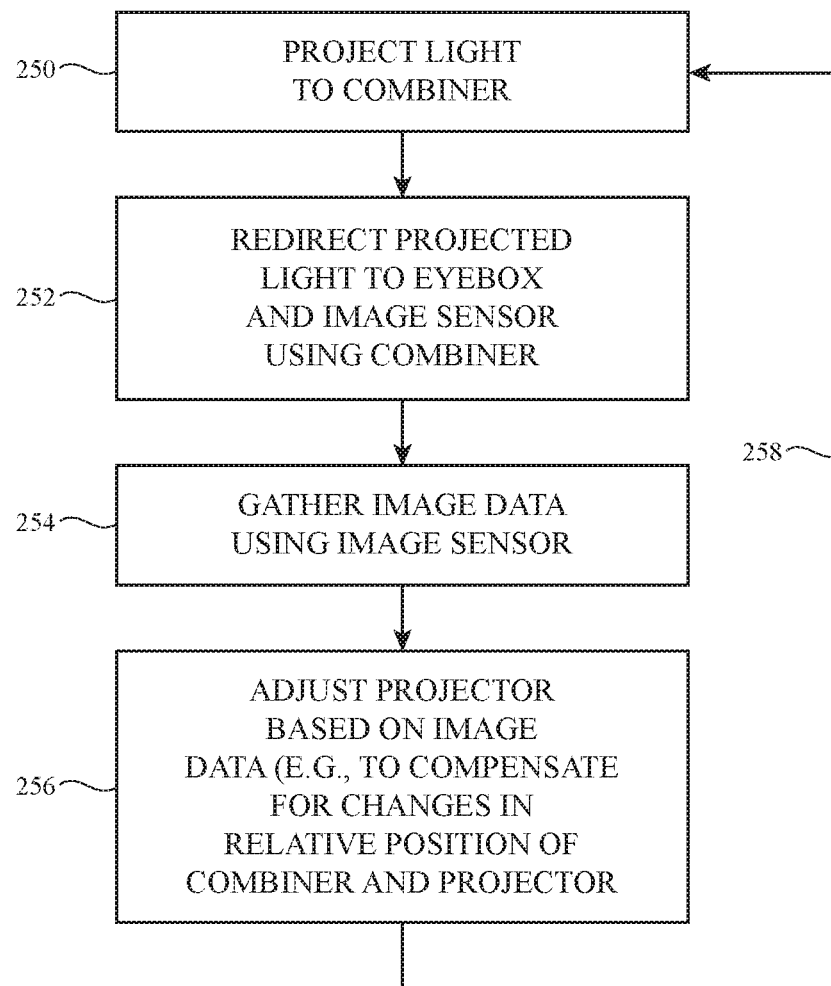 250
PROJECT LIGHT
TO COMBINER
252
REDIRECT PROJECTED
LIGHT TO EYEBOX
AND IMAGE SENSOR
USING COMBINER
258
254
GATHER IMAGE DATA
USING IMAGE SENSOR
256
ADJUST PROJECTOR
BASED ON IMAGE
DATA (E.G., TO COMPENSATE
FOR CHANGES IN
RELATIVE POSITION OF
COMBINER AND PROJECTOR